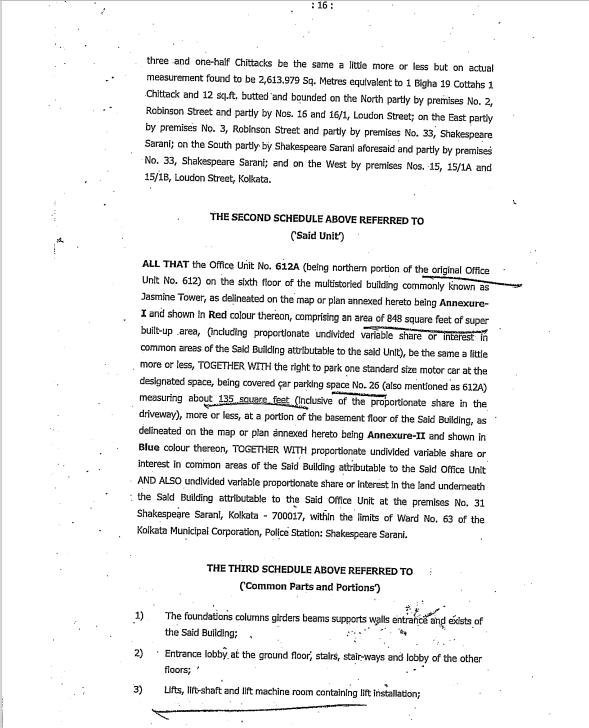 : 16 :
three and one-half Chittacks be the same a little more or less but on actual
measurement found to be 2,613.979 Sq. Metres equivalent to 1 Bigha 19 Cottahs 1
Chittack and 12 sq.ft. butted and bounded on the North partly by premises No. 2,
Robinson Street and partly by Nos. 16 and 16/1, Loudon Street; on the East partly
by premises No. 3, Robinson Street and partly by premises No. 33, Shakespeare
Sarani; on the South partly by Shakespeare Sarani aforesaid and partly by premises
No. 33, Shakespeare Sarani; and on the West by premises Nos. 15, 15/1A and
15/1B, Loudon Street, Kolkata.
THE SECOND SCHEDULE ABOVE REFERRED TO
('Said Unit')
ALL THAT the Office Unit No. 612A (being northern portion of the original Office
Unit No. 612) on the sixth floor of the multistoried building commonly known as
Jasmine Tower, as delineated on the map or plan annexed hereto being Annexure-
I and shown in Red colour thereon, comprising an area of 848 square feet of super
built-up area, (including proportionate undivided variable share or interest in
common areas of the Said Building attributable to the said Unit), be the same a little
more or less, TOGETHER WITH the right to park one standard size motor car at the
designated space, being covered car parking space No. 26 (also mentioned as 612A)
measuring about 135 square feet (inclusive of the proportionate share in the
driveway), more or less, at a portion of the basement floor of the Said Building, as
delineated on the map or plan annexed hereto being Annexure-II and shown in
Blue colour thereon, TOGETHER WITH proportionate undivided variable share or
interest in common areas of the Said Building attributable to the Said Office Unit
AND ALSO undivided variable proportionate share or interest in the land underneath
the Said Building attributable to the Said Office Unit at the premises No. 31
Shakespeare Sarani, Kolkata - 700017, within the limits of Ward No. 63 of the
Kolkata Municipal Corporation, Police Station: Shakespeare Sarani.
THE THIRD SCHEDULE ABOVE REFERRED TO
('Common Parts and Portions')
1) The foundations columns girders beams supports walls entrance and exists of
the Said Building;
2) Entrance lobby at the ground floor, stairs, stair-ways and lobby of the other
floors;
3) Lifts, lift-shaft and lift machine room containing lift installation;